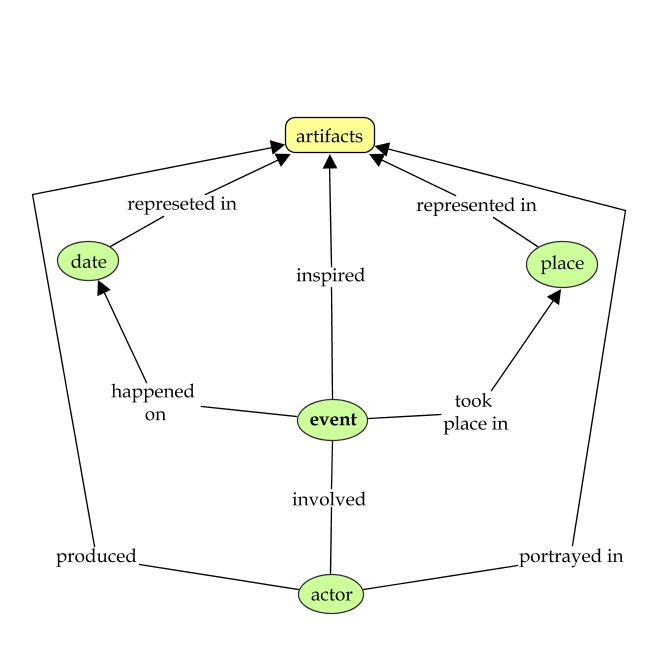 artifacts
represeted in
represented in
date
place
inspired
happened
on
took
place in
event
involved
produced
portrayed in
actor